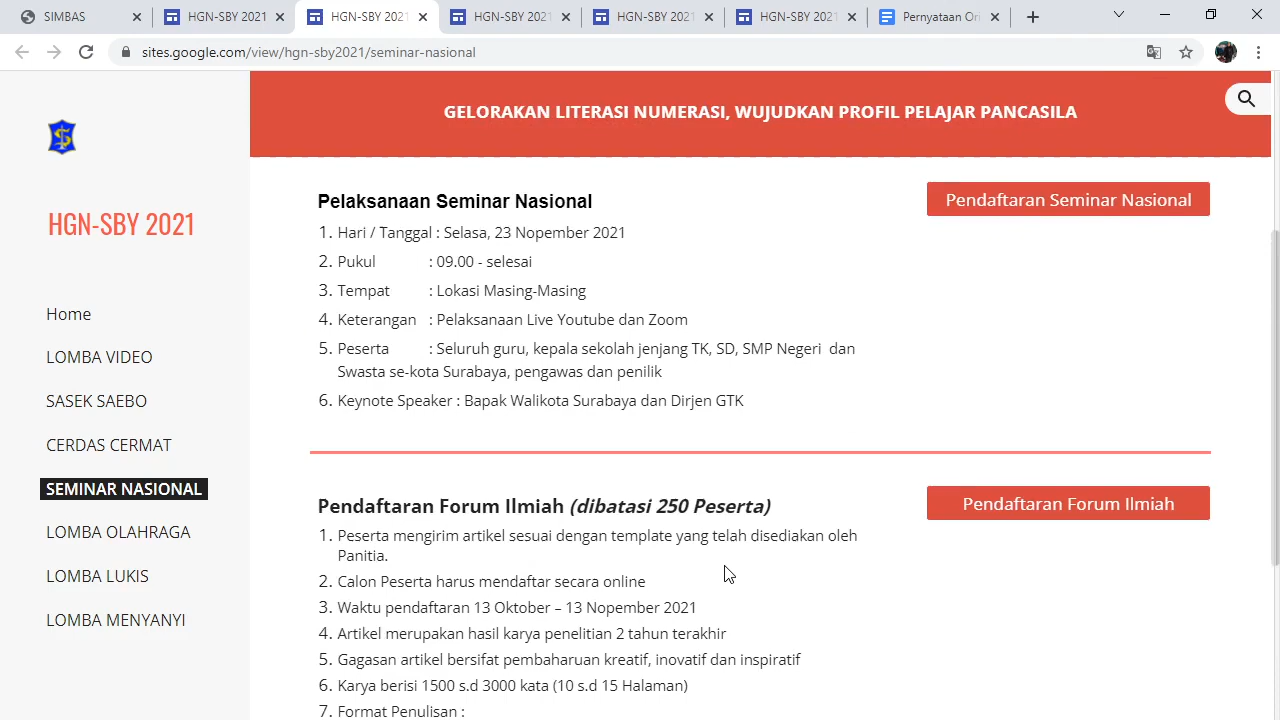 SIMBAS
HGN-SBY 2021
HGN-SBY 2021
HGN-SBY 2021
HGN-SBY 2021
HGN-SBY 2021
Pernyataan Ori
sites.google.com/view/hgn-sby2021/seminar-nasional
GELORAKAN LITERASI NUMERASI, WUJUDKAN PROFIL PELAJAR PANCASILA
HGN-SBY 2021
Home
LOMBA VIDEO
SASEK SAEBO
CERDAS CERMAT
SEMINAR NASIONAL
LOMBA OLAHRAGA
LOMBA LUKIS
LOMBA MENYANYI
Pelaksanaan Seminar Nasional
1. Hari / Tanggal : Selasa, 23 Nopember 2021
2. Pukul : 09.00 - selesai
3. Tempat : Lokasi Masing-Masing
4. Keterangan : Pelaksanaan Live Youtube dan Zoom
5. Peserta : Seluruh guru, kepala sekolah jenjang TK, SD, SMP Negeri dan
Swasta se-kota Surabaya, pengawas dan penilik
6. Keynote Speaker : Bapak Walikota Surabaya dan Dirjen GTK
Pendaftaran Seminar Nasional
Pendaftaran Forum Ilmiah (dibatasi 250 Peserta)
1. Peserta mengirim artikel sesuai dengan template yang telah disediakan oleh
Panitia.
2. Calon Peserta harus mendaftar secara online
3. Waktu pendaftaran 13 Oktober – 13 Nopember 2021
4. Artikel merupakan hasil karya penelitian 2 tahun terakhir
5. Gagasan artikel bersifat pembaharuan kreatif, inovatif dan inspiratif
6. Karya berisi 1500 s.d 3000 kata (10 s.d 15 Halaman)
7. Format Penulisan :
Pendaftaran Forum Ilmiah